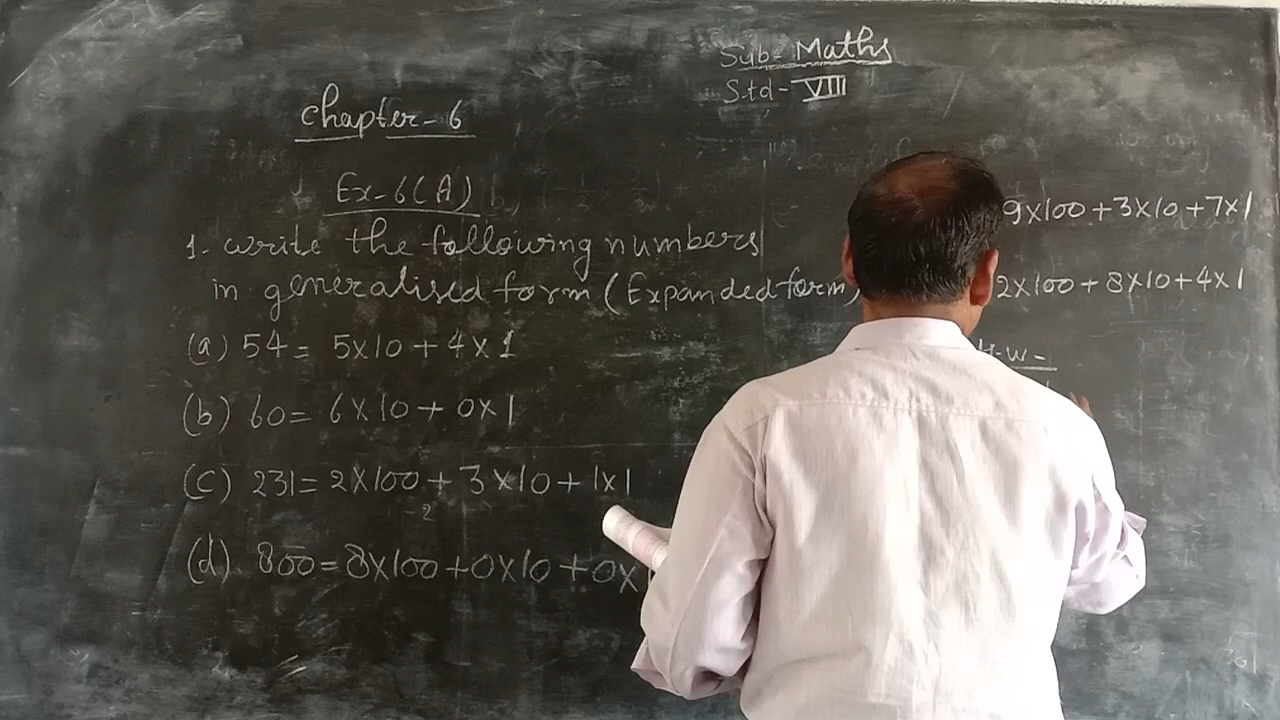 Sub- Maths
Std- VIII
Chapter- 6
Ex-6(A)
1. write the following numbers
in generalised form (Expanded form)
(a) 54 = 5x10 + 4x1
(b) 60 = 6x10 + 0x1
(c) 231 = 2x100 + 3x10 + 1x1
(d) 800 = 8x100 + 0x10 + 0x
9x100 + 3x10 + 7x1
2x100 + 8x10 + 4x1
H.w-